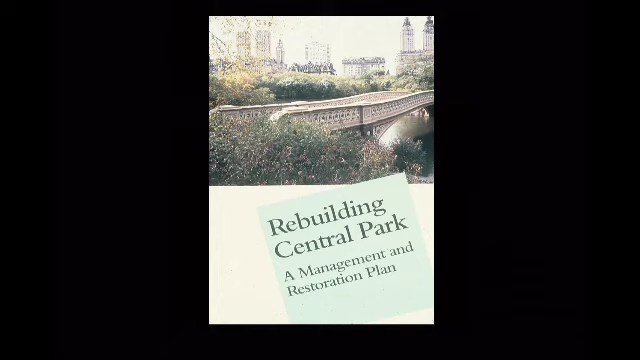 Rebuilding
Central Park
A Management and
Restoration Plan